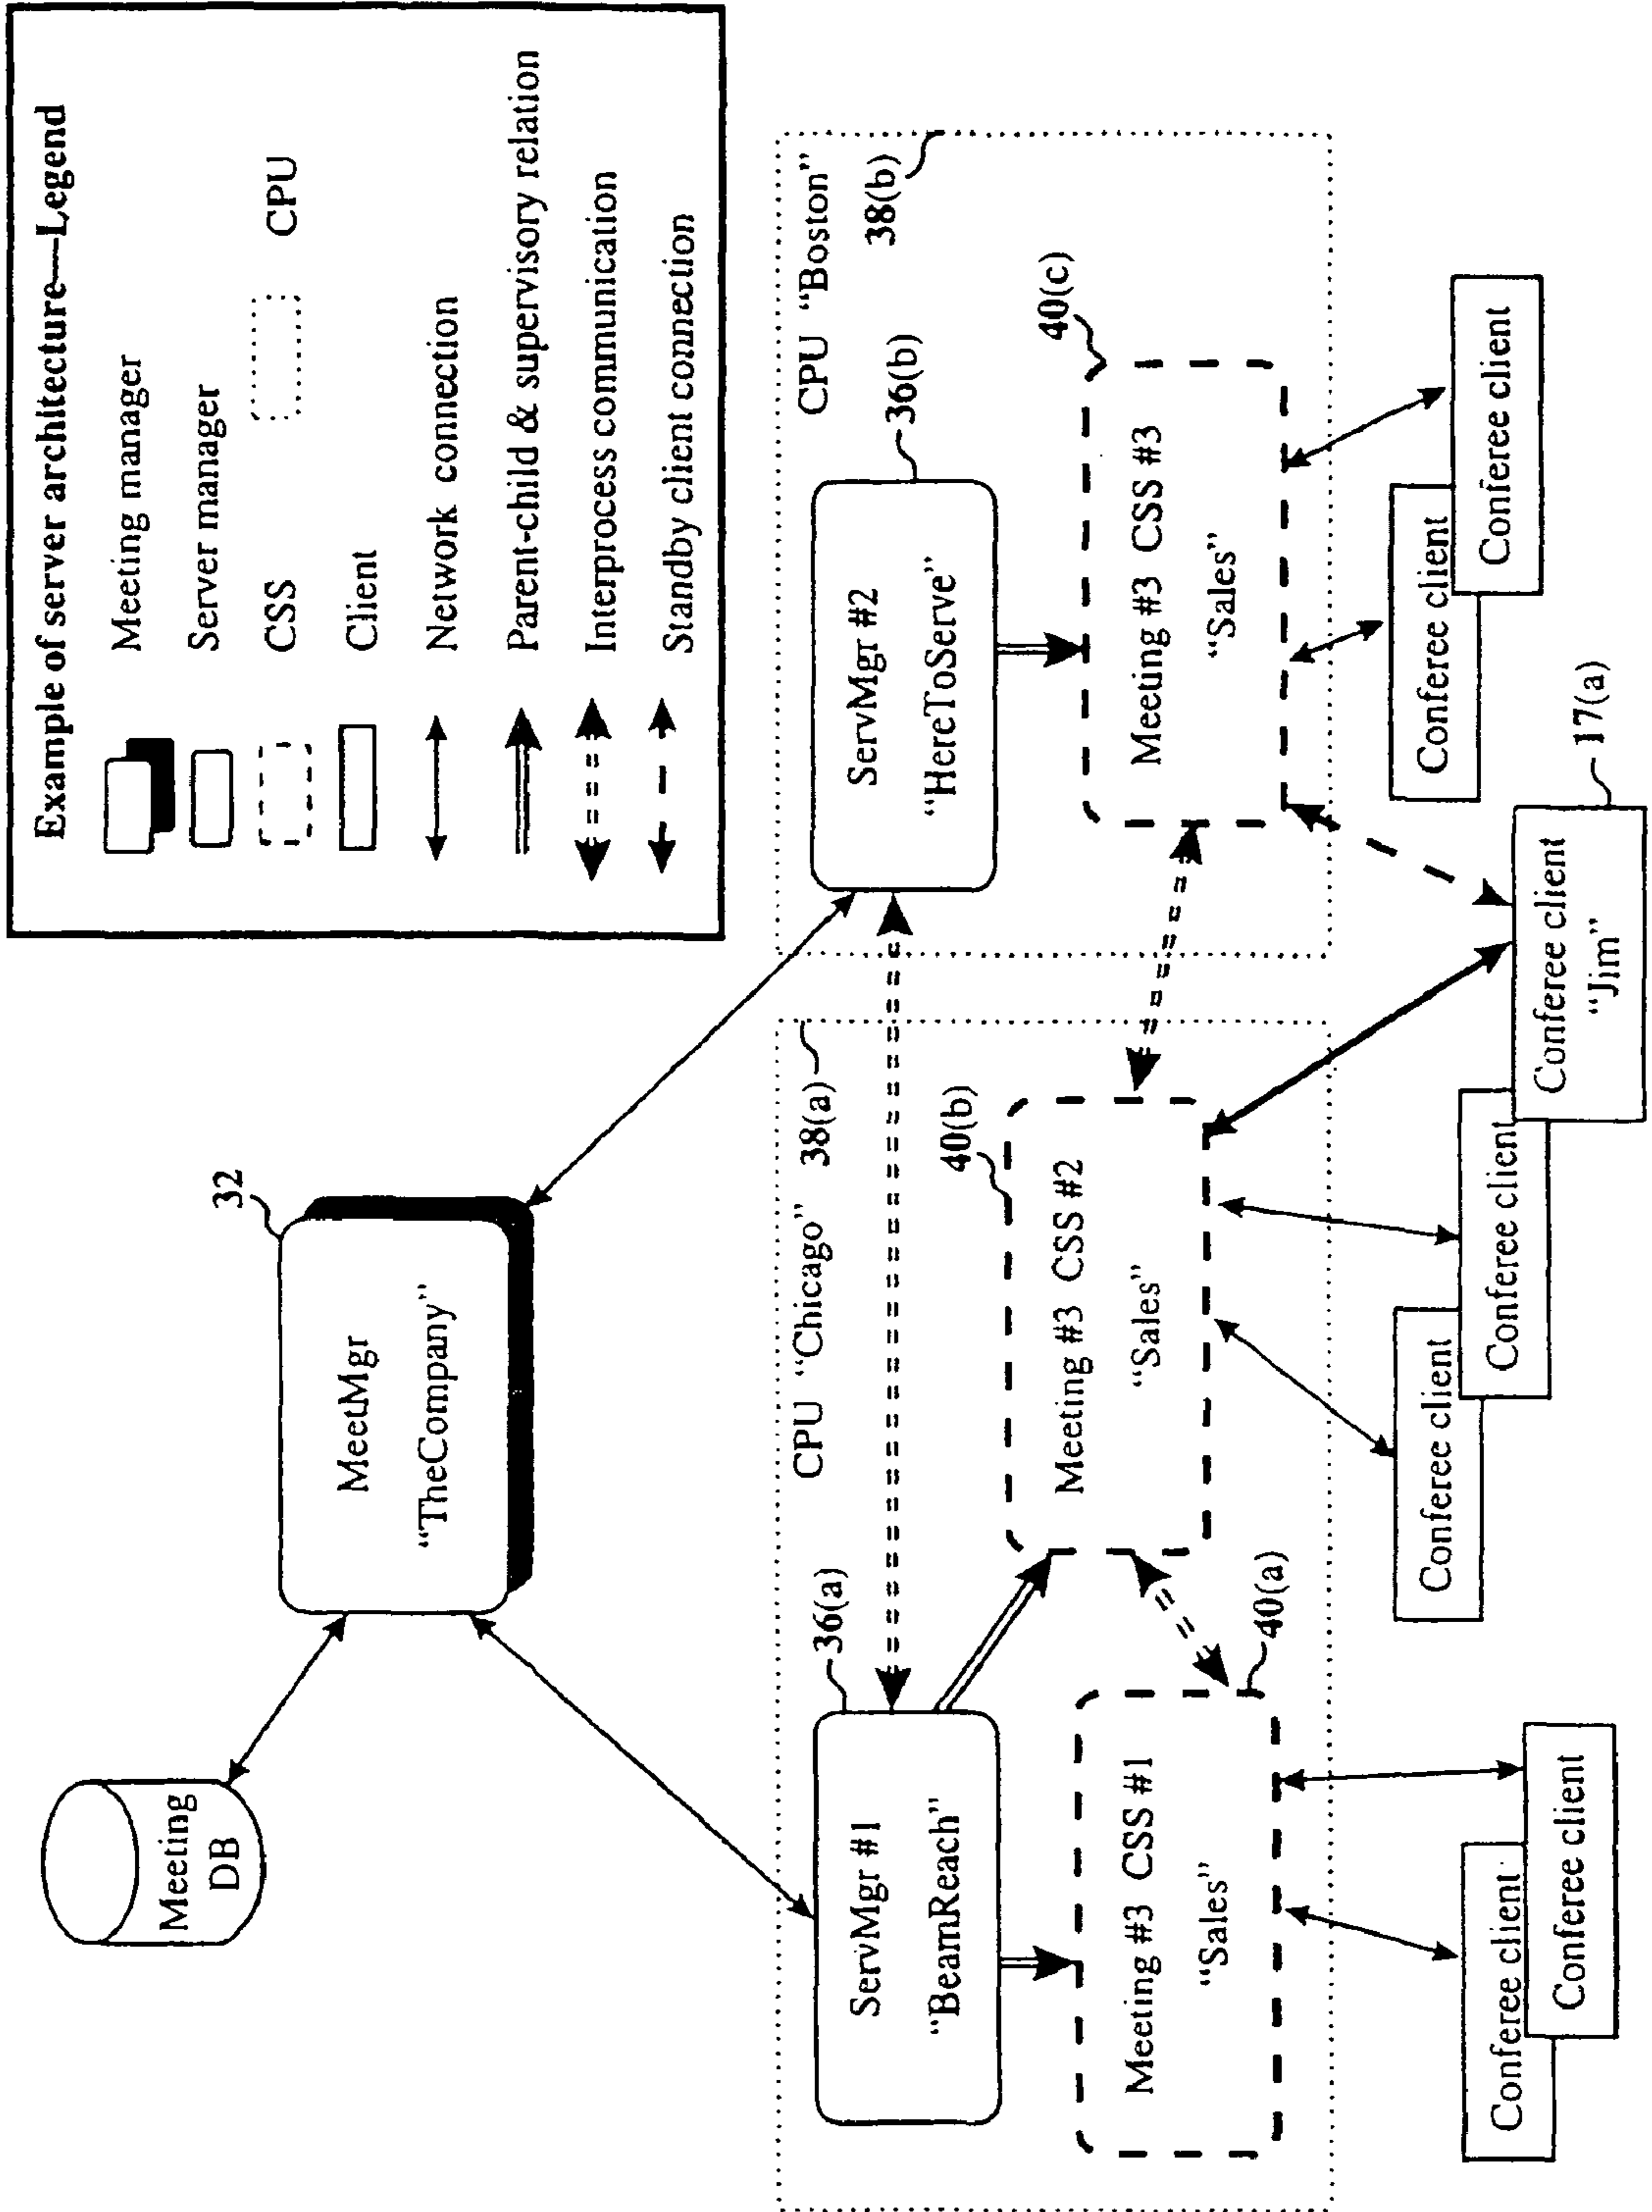 Example of server architecture—Legend
Meeting manager
Server manager
CSS
CPU
Client
Network connection
Parent-child & supervisory relation
Interprocess communication
Standby client connection
Meeting
DB
32
MeetMgr
"TheCompany"
CPU "Chicago" 38(a)
CPU "Boston"
38(b)
36(a)
ServMgr #1
"BeamReach"
36(b)
ServMgr #2
"HereToServe"
40(a)
Meeting #3 CSS #1
"Sales"
40(b)
Meeting #3 CSS #2
"Sales"
40(c)
Meeting #3 CSS #3
"Sales"
Conferee client
Conferee client
Conferee client
Conferee client
Conferee client
"Jim"
17(a)
Conferee client
Conferee client